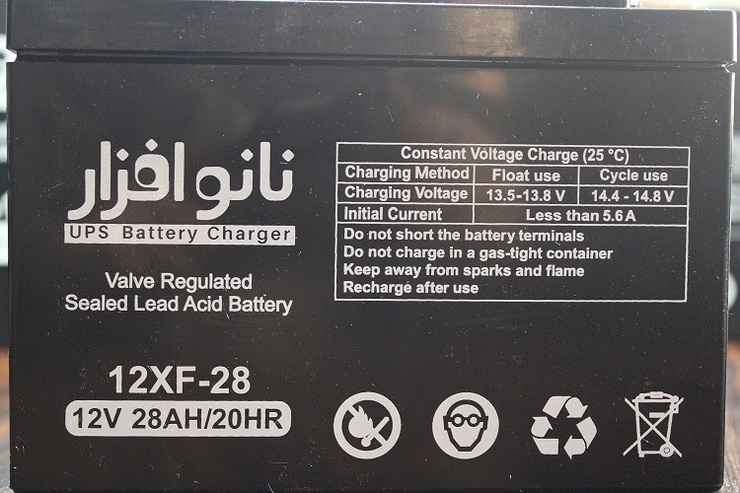 نانو افزار
UPS Battery Charger
Valve Regulated
Sealed Lead Acid Battery
12XF-28
12V 28AH/20HR
Constant Voltage Charge (25 °C)
Charging Method Float use Cycle use
Charging Voltage 13.5-13.8 V 14.4 - 14.8 V
Initial Current Less than 5.6 A
Do not short the battery terminals
Do not charge in a gas-tight container
Keep away from sparks and flame
Recharge after use